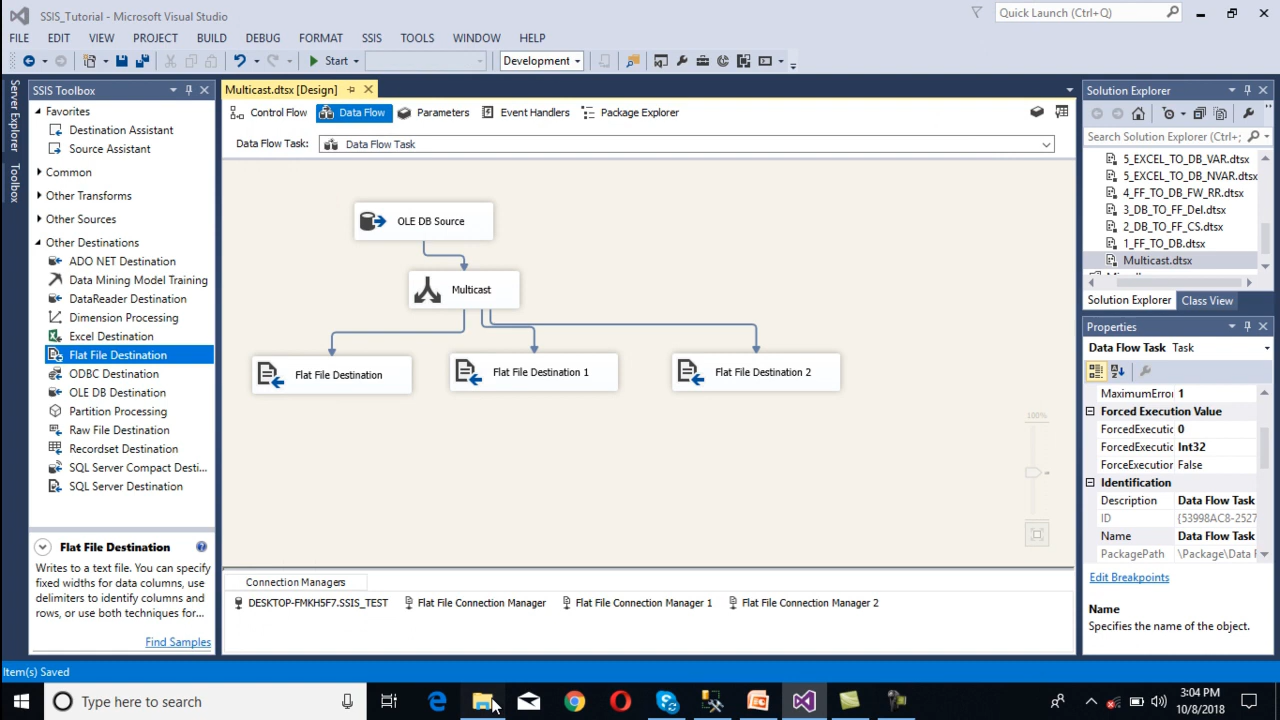 SSIS_Tutorial - Microsoft Visual Studio
Quick Launch (Ctrl+Q)
FILE EDIT VIEW PROJECT BUILD DEBUG FORMAT SSIS TOOLS WINDOW HELP
Start Development
Server Explorer
Toolbox
SSIS Toolbox
Favorites
Destination Assistant
Source Assistant
Common
Other Transforms
Other Sources
Other Destinations
ADO NET Destination
Data Mining Model Training
DataReader Destination
Dimension Processing
Excel Destination
Flat File Destination
ODBC Destination
OLE DB Destination
Partition Processing
Raw File Destination
Recordset Destination
SQL Server Compact Desti...
SQL Server Destination
Flat File Destination
Writes to a text file. You can specify
fixed widths for data columns, use
delimiters to identify columns and
rows, or use both techniques for...
Find Samples
Multicast.dtsx [Design]
Control Flow Data Flow Parameters Event Handlers Package Explorer
Data Flow Task: Data Flow Task
OLE DB Source
Multicast
Flat File Destination
Flat File Destination 1
Flat File Destination 2
100%
Connection Managers
DESKTOP-FMKH5F7.SSIS_TEST Flat File Connection Manager Flat File Connection Manager 1 Flat File Connection Manager 2
Solution Explorer
Search Solution Explorer (Ctrl+;
5_EXCEL_TO_DB_VAR.dtsx
5_EXCEL_TO_DB_NVAR.dtsx
4_FF_TO_DB_FW_RR.dtsx
3_DB_TO_FF_Del.dtsx
2_DB_TO_FF_CS.dtsx
1_FF_TO_DB.dtsx
Multicast.dtsx
Solution Explorer Class View
Properties
Data Flow Task Task
MaximumError 1
Forced Execution Value
ForcedExecutic 0
ForcedExecutic Int32
ForceExecution False
Identification
Description Data Flow Task
ID {53998AC8-2527
Name Data Flow Task
PackagePath \Package\Data F
Edit Breakpoints
Name
Specifies the name of the object.
Item(s) Saved
Type here to search
3:04 PM
10/8/2018